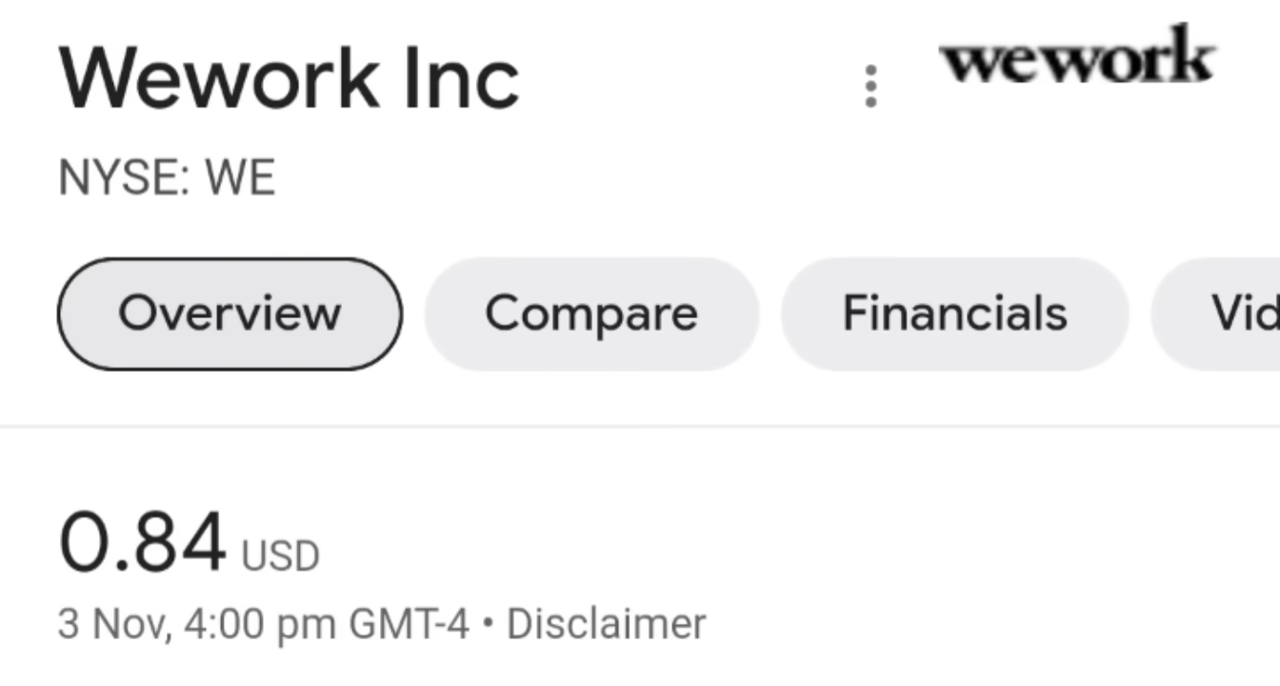 Wework Inc
wework
NYSE: WE
Overview
Compare
Financials
Vid
0.84 USD
3 Nov, 4:00 pm GMT-4 • Disclaimer